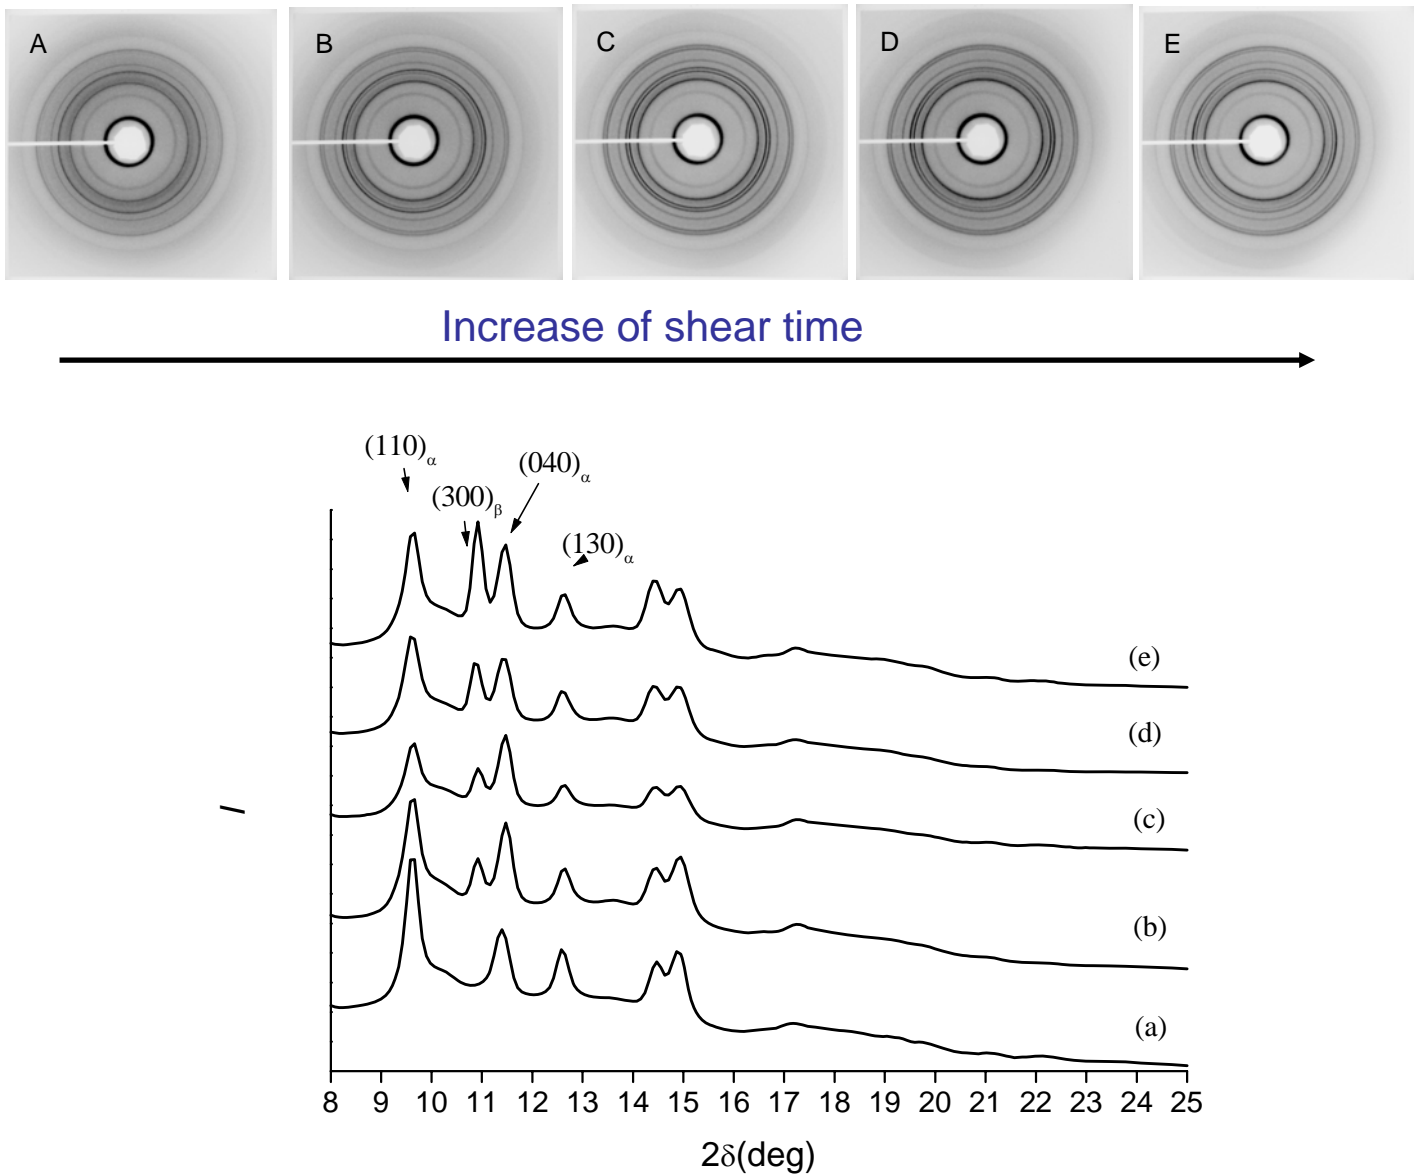 A B C D E
Increase of shear time
(110)α
(040)α
(300)β
(130)α
(e)
(d)
I
(c)
(b)
(a)
8 9 10 11 12 13 14 15 16 17 18 19 20 21 22 23 24 25
2δ(deg)